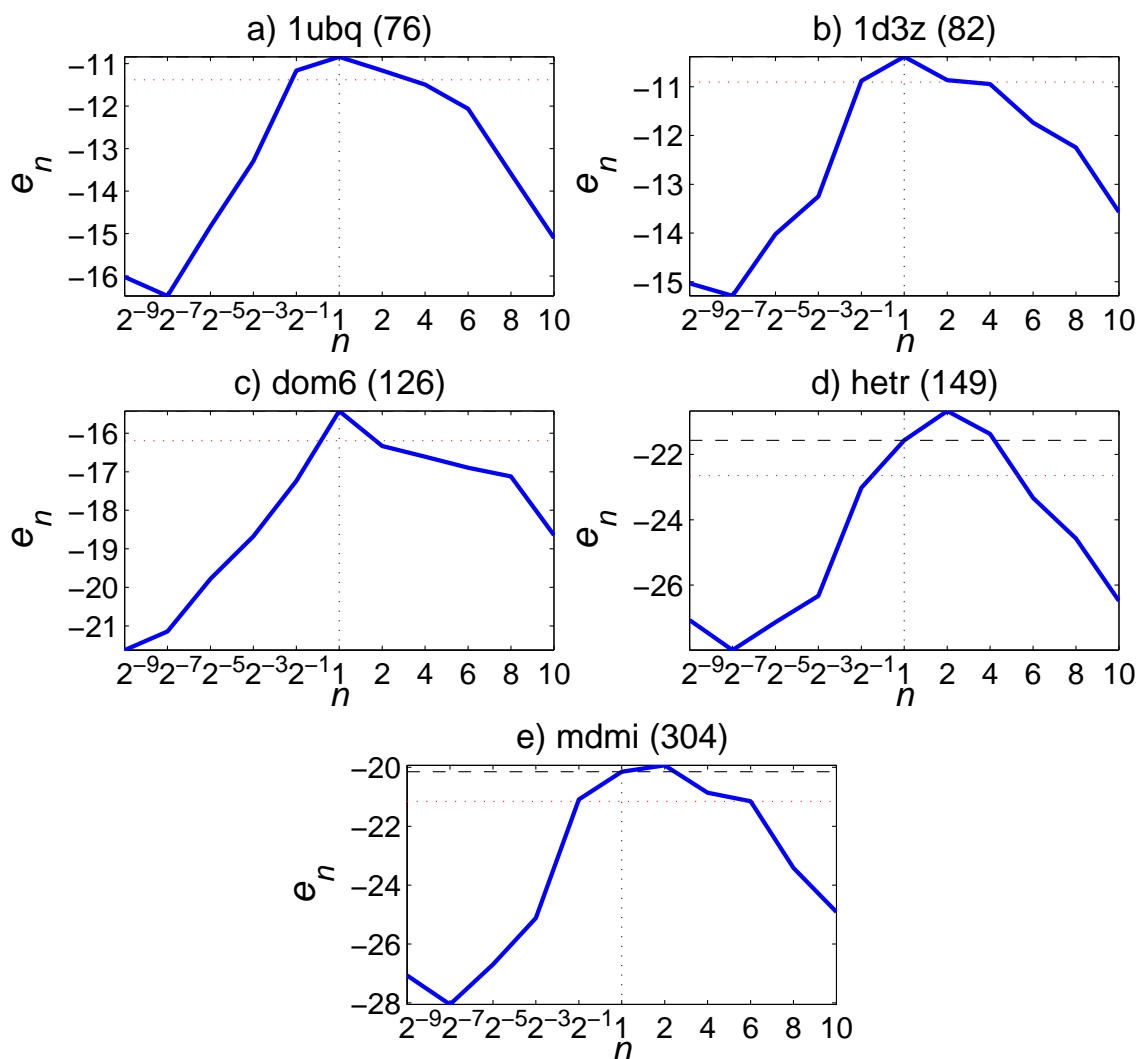 a) 1ubq (76)
−11
−12
−13
−14
−15
−16
e_n
2^−9 2^−7 2^−5 2^−3 2^−1 1 2 4 6 8 10
n
b) 1d3z (82)
−11
−12
−13
−14
−15
e_n
2^−9 2^−7 2^−5 2^−3 2^−1 1 2 4 6 8 10
n
c) dom6 (126)
−16
−17
−18
−19
−20
−21
e_n
2^−9 2^−7 2^−5 2^−3 2^−1 1 2 4 6 8 10
n
d) hetr (149)
−22
−24
−26
e_n
2^−9 2^−7 2^−5 2^−3 2^−1 1 2 4 6 8 10
n
e) mdmi (304)
−20
−22
−24
−26
−28
e_n
2^−9 2^−7 2^−5 2^−3 2^−1 1 2 4 6 8 10
n